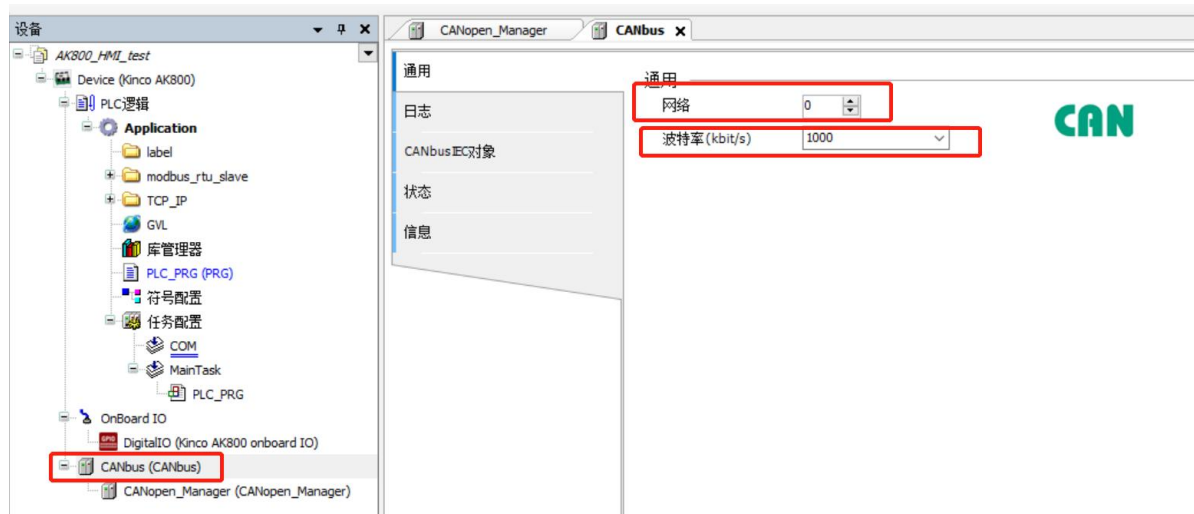 设备
AK800_HMI_test
Device (Kinco AK800)
PLC逻辑
Application
label
modbus_rtu_slave
TCP_IP
GVL
库管理器
PLC_PRG (PRG)
符号配置
任务配置
COM
MainTask
PLC_PRG
OnBoard IO
DigitalIO (Kinco AK800 onboard IO)
CANbus (CANbus)
CANopen_Manager (CANopen_Manager)
CANopen_Manager
CANbus
通用
日志
CANbusIEC对象
状态
信息
通用
网络 0
波特率(kbit/s) 1000
CAN